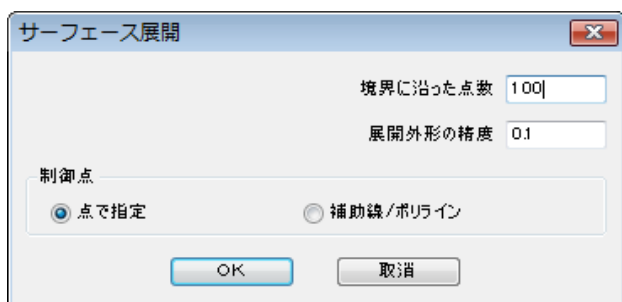 サーフェース展開
境界に沿った点数 100
展開外形の精度 0.1
制御点
点で指定 補助線/ポリライン
OK 取消